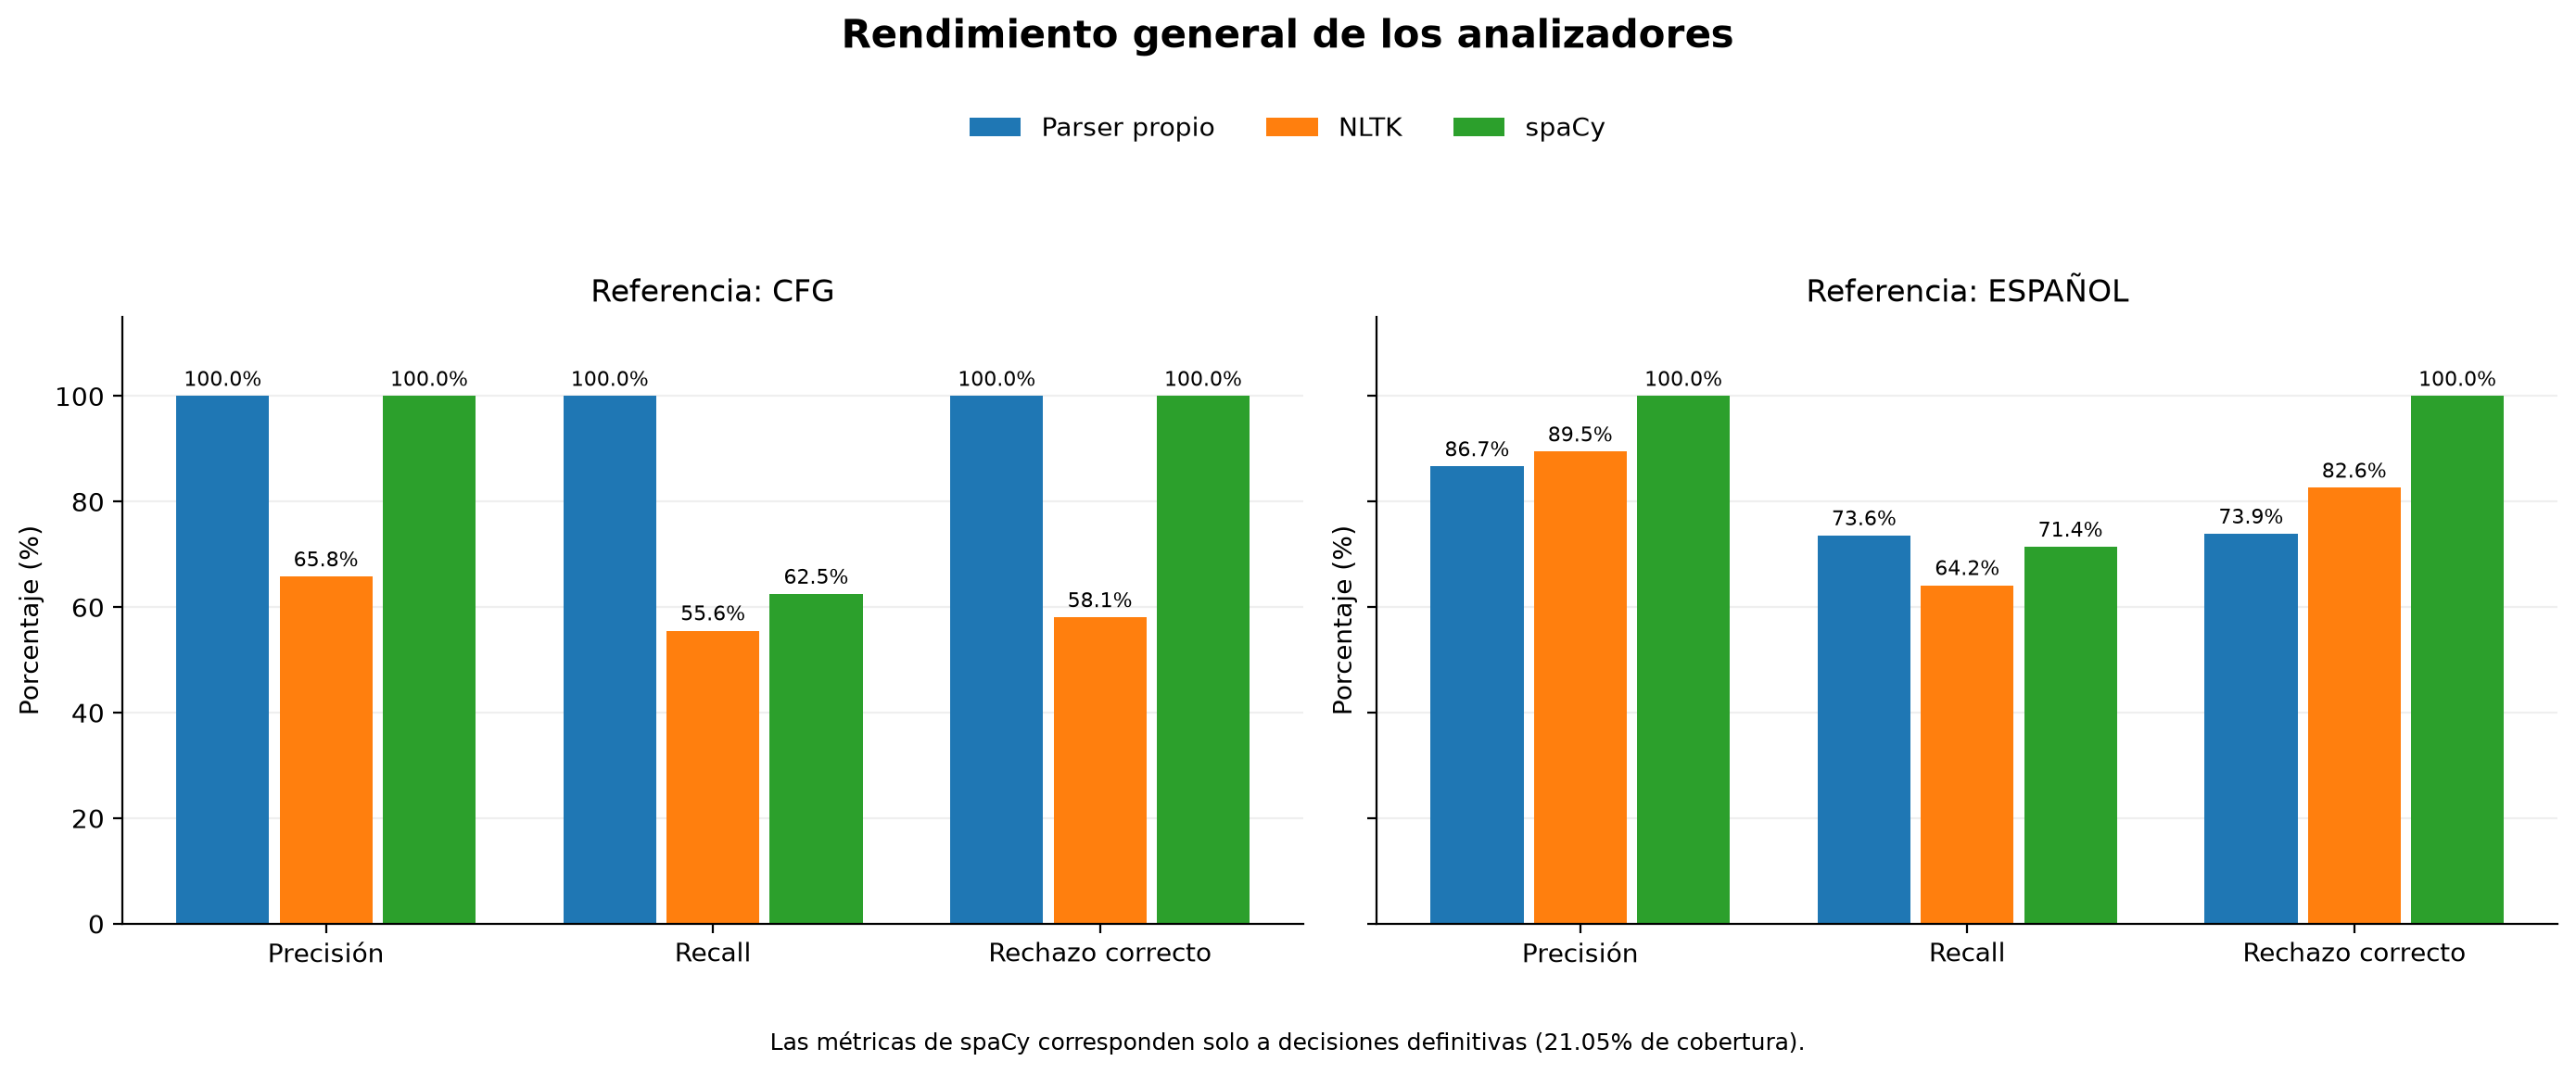 Rendimiento general de los analizadores
Parser propio NLTK spaCy
Referencia: CFG
Porcentaje (%)
100
80
60
40
20
0
100.0% 65.8% 100.0%
100.0% 55.6% 62.5%
100.0% 58.1% 100.0%
Precisión Recall Rechazo correcto
Referencia: ESPAÑOL
Porcentaje (%)
86.7% 89.5% 100.0%
73.6% 64.2% 71.4%
73.9% 82.6% 100.0%
Precisión Recall Rechazo correcto
Las métricas de spaCy corresponden solo a decisiones definitivas (21.05% de cobertura).